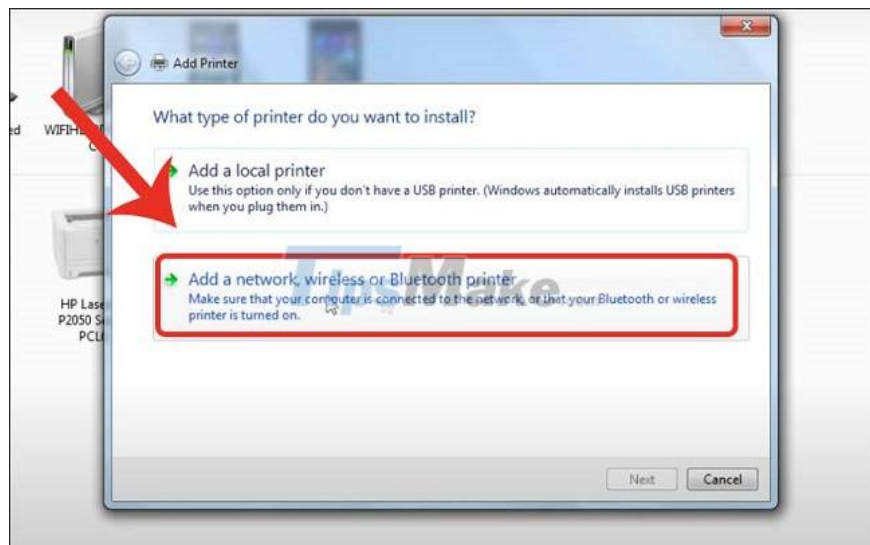 Add Printer
ed
WIFIH
C
What type of printer do you want to install?
Add a local printer
Use this option only if you don't have a USB printer. (Windows automatically installs USB printers
when you plug them in.)
TipsMake.com
Add a network, wireless or Bluetooth printer
Make sure that your computer is connected to the network, or that your Bluetooth or wireless
printer is turned on.
HP Lase
P2050 S
PCL
Next
Cancel